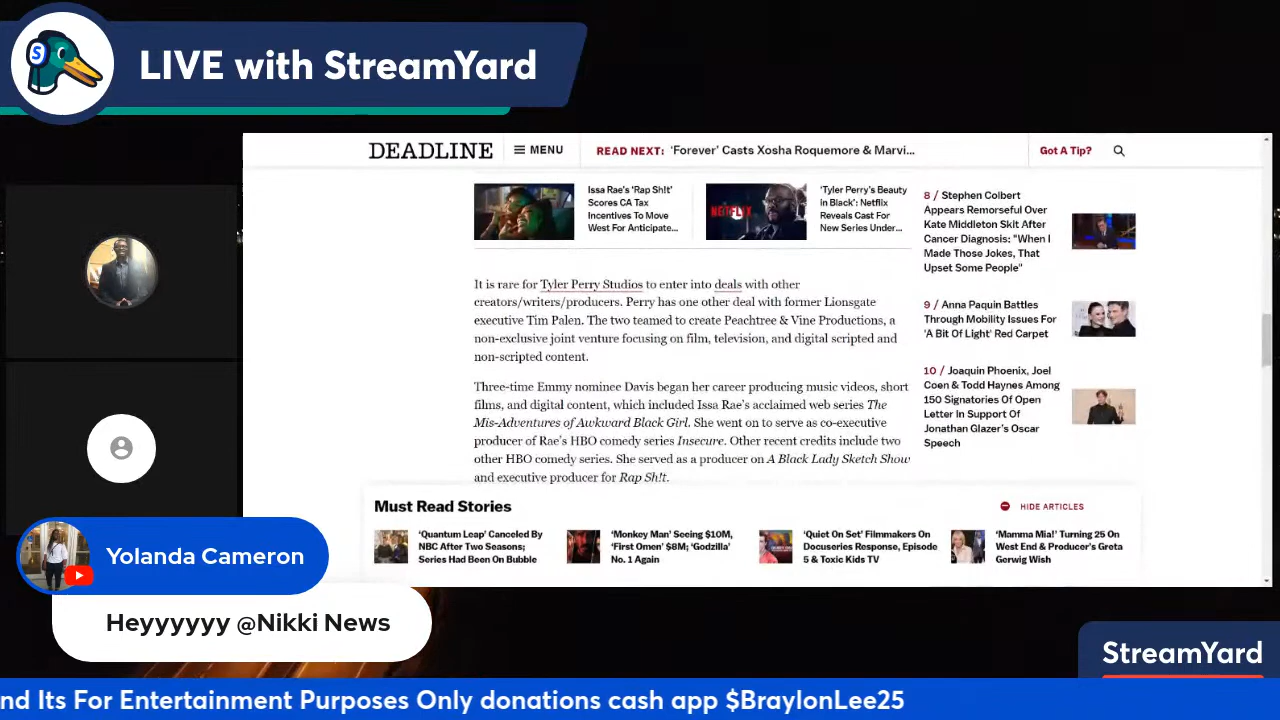 S
LIVE with StreamYard
DEADLINE
MENU
READ NEXT: 'Forever' Casts Xosha Roquemore & Marvi...
Got A Tip?
Issa Rae's 'Rap Sh!t'
Scores CA Tax
Incentives To Move
West For Anticipate...
NETFLIX
'Tyler Perry's Beauty
in Black': Netflix
Reveals Cast For
New Series Under...
It is rare for Tyler Perry Studios to enter into deals with other
creators/writers/producers. Perry has one other deal with former Lionsgate
executive Tim Palen. The two teamed to create Peachtree & Vine Productions, a
non-exclusive joint venture focusing on film, television, and digital scripted and
non-scripted content.
Three-time Emmy nominee Davis began her career producing music videos, short
films, and digital content, which included Issa Rae's acclaimed web series The
Mis-Adventures of Awkward Black Girl. She went on to serve as co-executive
producer of Rae's HBO comedy series Insecure. Other recent credits include two
other HBO comedy series. She served as a producer on A Black Lady Sketch Show
and executive producer for Rap Sh!t.
8 / Stephen Colbert
Appears Remorseful Over
Kate Middleton Skit After
Cancer Diagnosis: "When I
Made Those Jokes, That
Upset Some People"
9 / Anna Paquin Battles
Through Mobility Issues For
'A Bit Of Light' Red Carpet
10 / Joaquin Phoenix, Joel
Coen & Todd Haynes Among
150 Signatories Of Open
Letter In Support Of
Jonathan Glazer's Oscar
Speech
Must Read Stories
HIDE ARTICLES
'Quantum Leap' Canceled By
NBC After Two Seasons;
Series Had Been On Bubble
'Monkey Man' Seeing $10M,
'First Omen' $8M; 'Godzilla'
No. 1 Again
'Quiet On Set' Filmmakers On
Docuseries Response, Episode
5 & Toxic Kids TV
'Mamma Mia!' Turning 25 On
West End & Producer's Greta
Gerwig Wish
Yolanda Cameron
Heyyyyyy @Nikki News
StreamYard
nd Its For Entertainment Purposes Only donations cash app $BraylonLee25